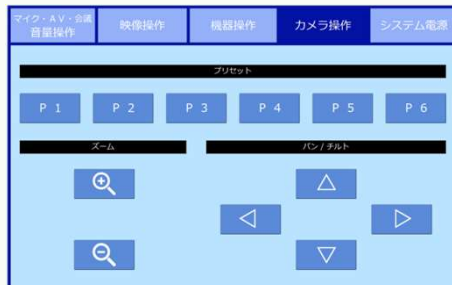 マイク・AV・会議
音量操作
映像操作
機器操作
カメラ操作
システム電源
プリセット
P 1
P 2
P 3
P 4
P 5
P 6
ズーム
パン / チルト